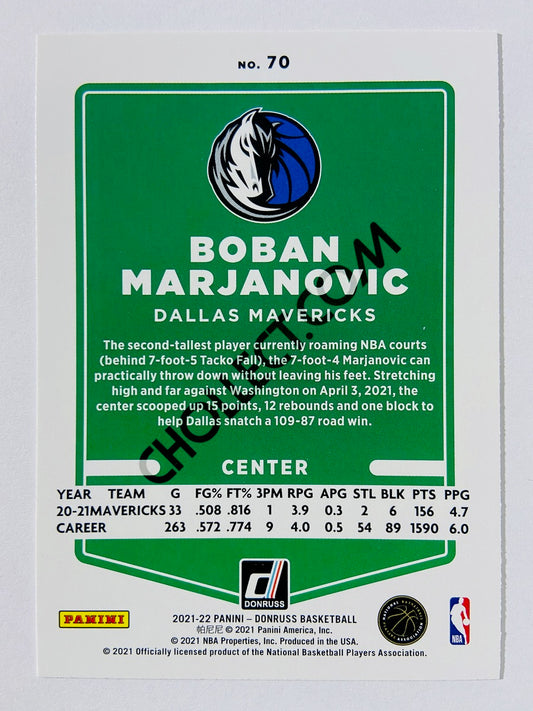 NO. 70
BOBAN
MARJANOVIC
DALLAS MAVERICKS
The second-tallest player currently roaming NBA courts
(behind 7-foot-5 Tacko Fall), the 7-foot-4 Marjanovic can
practically throw down without leaving his feet. Stretching
high and far against Washington on April 3, 2021, the
center scooped up 15 points, 12 rebounds and one block to
help Dallas snatch a 109-87 road win.
CHOLLECT.COM
CENTER
YEAR TEAM G FG% FT% 3PM RPG APG STL BLK PTS PPG
20-21 MAVERICKS 33 .508 .816 1 3.9 0.3 2 6 156 4.7
CAREER 263 .572 .774 9 4.0 0.5 54 89 1590 6.0
DONRUSS
PANINI
2021-22 PANINI – DONRUSS BASKETBALL
帕尼尼 © 2021 Panini America, Inc.
© 2021 NBA Properties, Inc. Produced in the USA.
© 2021 Officially licensed product of the National Basketball Players Association.
NATIONAL BASKETBALL PLAYERS ASSOCIATION
NBA